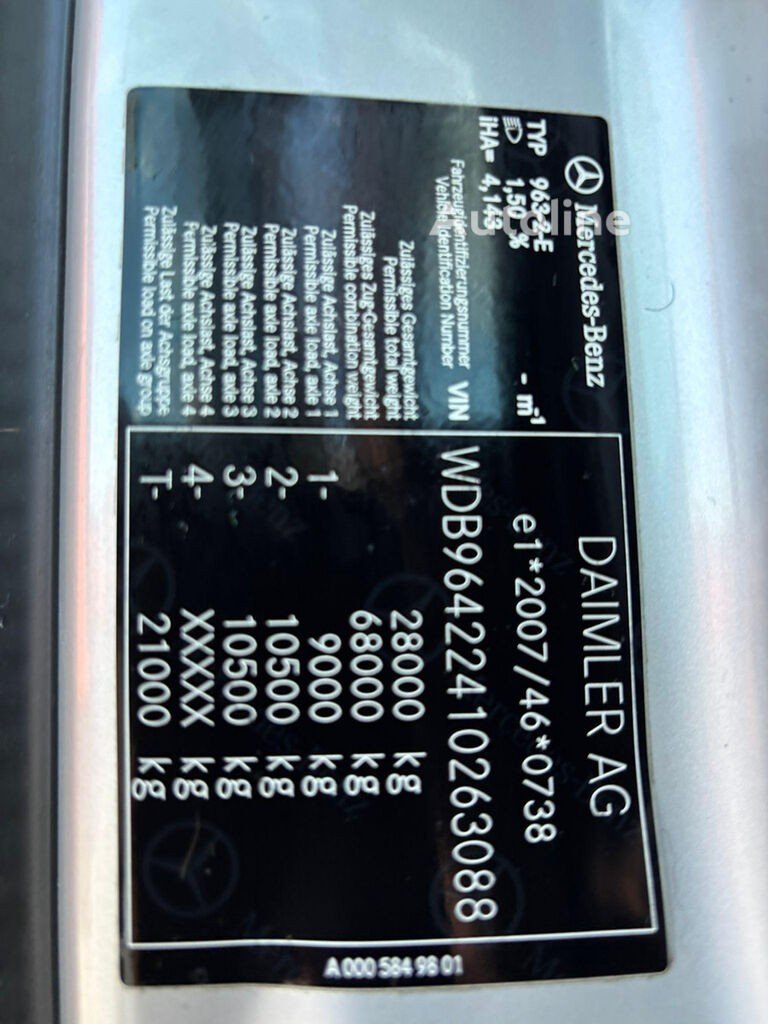 Mercedes-Benz
TYP 963-2-E
1,50 % - m-1
iHA= 4,143
Fahrzeugidentifizierungsnummer
Vehicle Identification Number VIN
Zulässiges Gesamtgewicht
Permissible total weight
Zulässiges Zug-Gesamtgewicht
Permissible combination weight
Zulässige Achslast, Achse 1
Permissible axle load, axle 1
Zulässige Achslast, Achse 2
Permissible axle load, axle 2
Zulässige Achslast, Achse 3
Permissible axle load, axle 3
Zulässige Achslast, Achse 4
Permissible axle load, axle 4
Zulässige Last der Achsgruppe
Permissible load on axle group
DAIMLER AG
e1*2007/46*0738
WDB9642241026​3088
28000 kg
68000 kg
1- 9000 kg
2- 10500 kg
3- 10500 kg
4- XXXXX kg
T- 21000 kg
A 000 584 98 01
Autoline